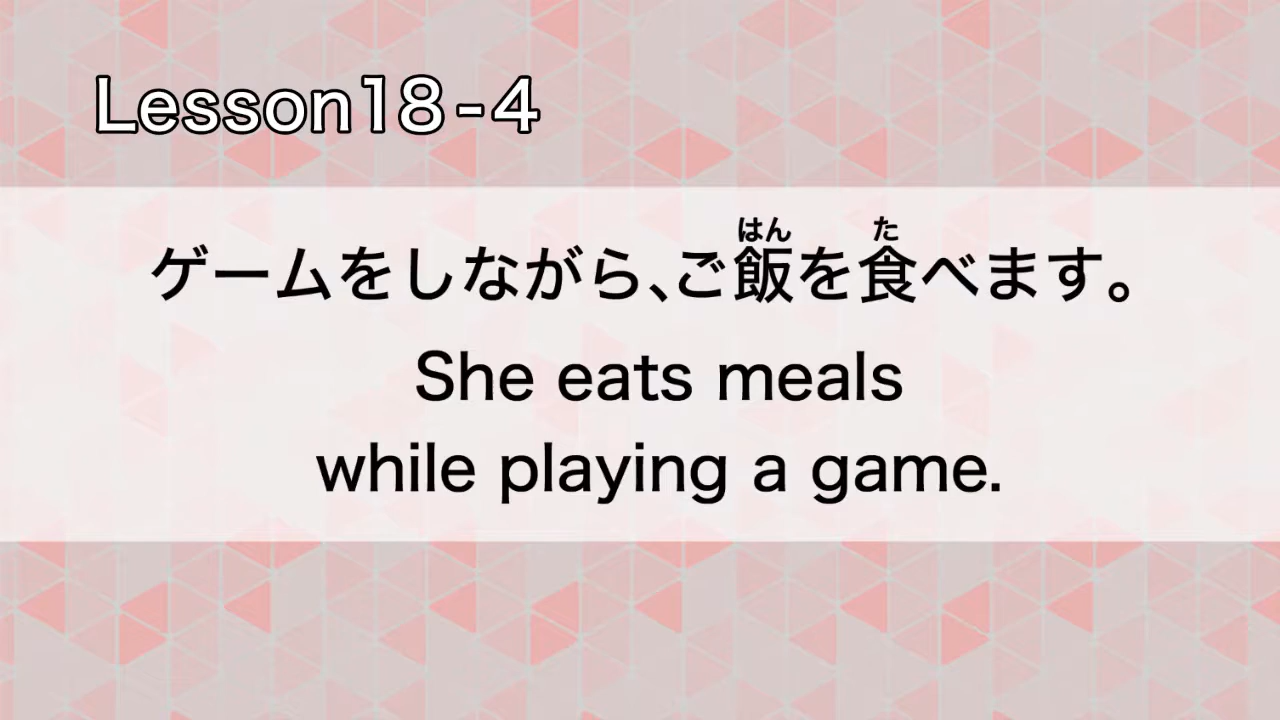 Lesson18-4
はん た
ゲームをしながら、ご飯を食べます。
She eats meals
while playing a game.